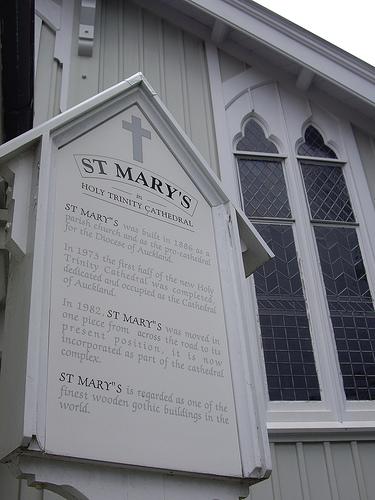 ST MARY'S
in
HOLY TRINITY CATHEDRAL
ST MARY"S was built in 1886 as a
parish church and as the pro-cathedral
for the Diocese of Auckland.
In 1973 the first half of the new Holy
Trinity Cathedral was completed,
dedicated and occupied as the Cathedral
of Auckland.
In 1982, ST MARY"S was moved in
one piece from across the road to its
present position, it is now
incorporated as part of the cathedral
complex.
ST MARY"S is regarded as one of the
finest wooden gothic buildings in the
world.